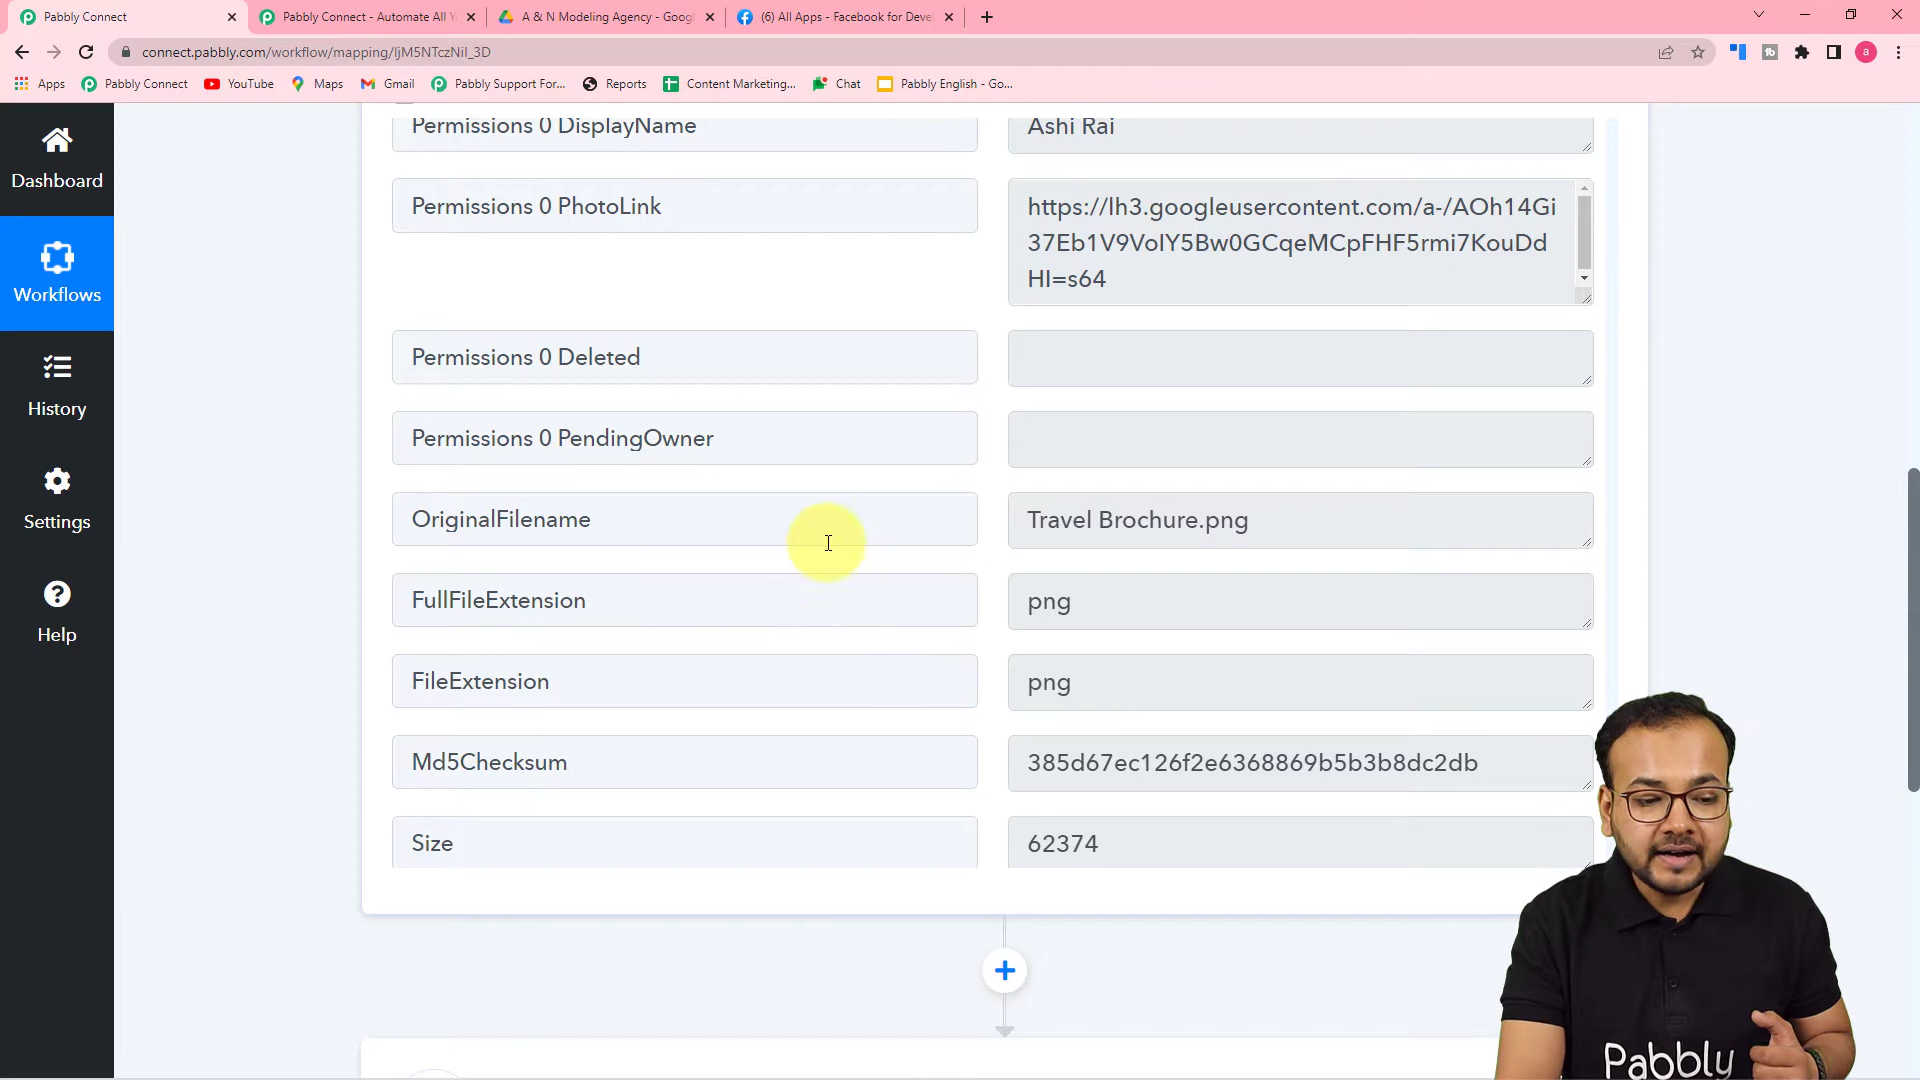 Pabbly Connect
Pabbly Connect - Automate All Y
A & N Modeling Agency - Goog
(6) All Apps - Facebook for Deve
connect.pabbly.com/workflow/mapping/IjM5NTczNiI_3D
a
Apps
Pabbly Connect
YouTube
Maps
Gmail
Pabbly Support For...
Reports
Content Marketing...
Chat
Pabbly English - Go...
Dashboard
Workflows
History
Settings
Help
Permissions 0 DisplayName
Ashi Rai
Permissions 0 PhotoLink
https://lh3.googleusercontent.com/a-/AOh14Gi
37Eb1V9VoIY5Bw0GCqeMCpFHF5rmi7KouDd
HI=s64
Permissions 0 Deleted
Permissions 0 PendingOwner
OriginalFilename
Travel Brochure.png
FullFileExtension
png
FileExtension
png
Md5Checksum
385d67ec126f2e6368869b5b3b8dc2db
Size
62374
Pabbly